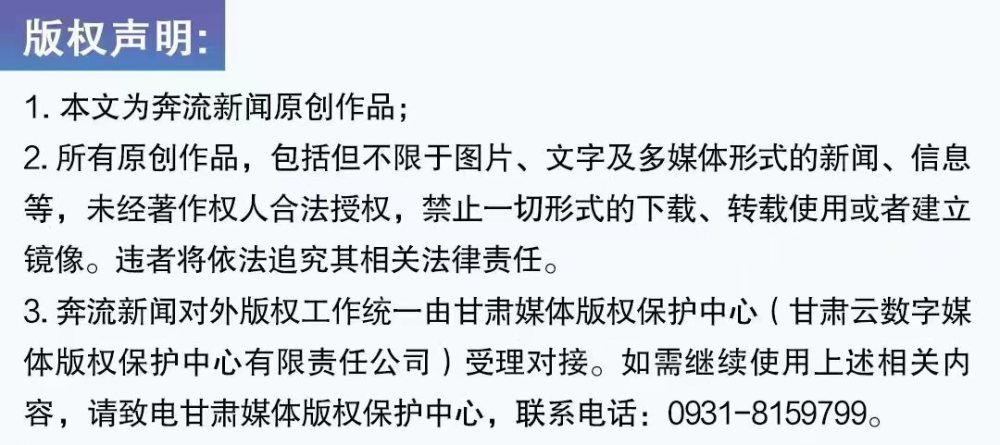 版权声明:
1. 本文为奔流新闻原创作品；
2. 所有原创作品，包括但不限于图片、文字及多媒体形式的新闻、信息
等，未经著作权人合法授权，禁止一切形式的下载、转载使用或者建立
镜像。违者将依法追究其相关法律责任。
3. 奔流新闻对外版权工作统一由甘肃媒体版权保护中心（甘肃云数字媒
体版权保护中心有限责任公司）受理对接。如需继续使用上述相关内
容，请致电甘肃媒体版权保护中心，联系电话：0931-8159799。